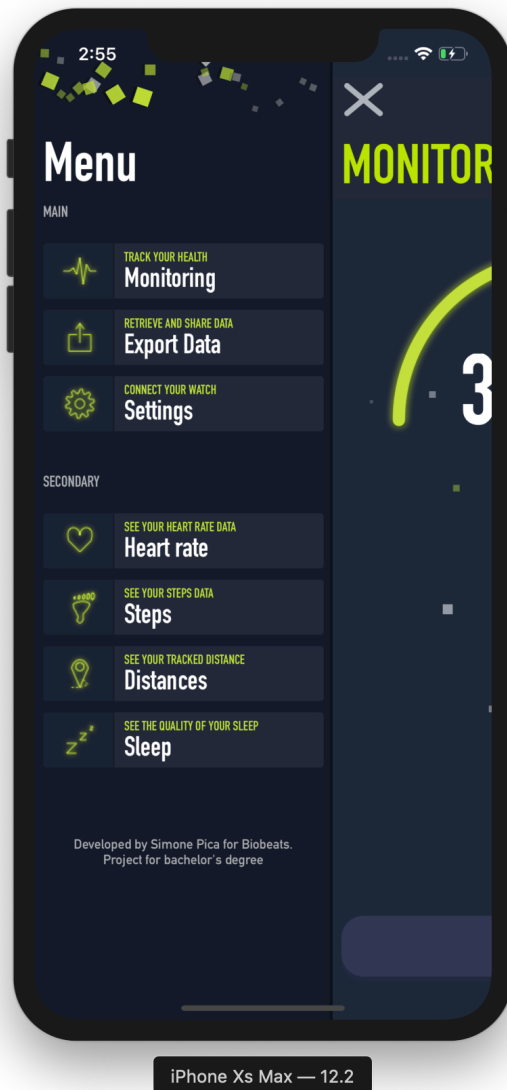 2:55
Menu
MONITOR
MAIN
TRACK YOUR HEALTH
Monitoring
RETRIEVE AND SHARE DATA
Export Data
3
CONNECT YOUR WATCH
Settings
SECONDARY
SEE YOUR HEART RATE DATA
Heart rate
SEE YOUR STEPS DATA
Steps
SEE YOUR TRACKED DISTANCE
Distances
SEE THE QUALITY OF YOUR SLEEP
Sleep
z z z
Developed by Simone Pica for Biobeats.
Project for bachelor's degree
iPhone Xs Max — 12.2